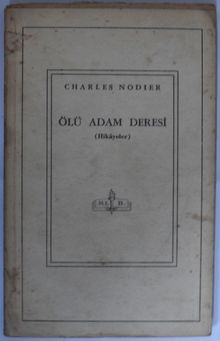 CHARLES NODIER
ÖLÜ ADAM DERESİ
(Hikâyeler)